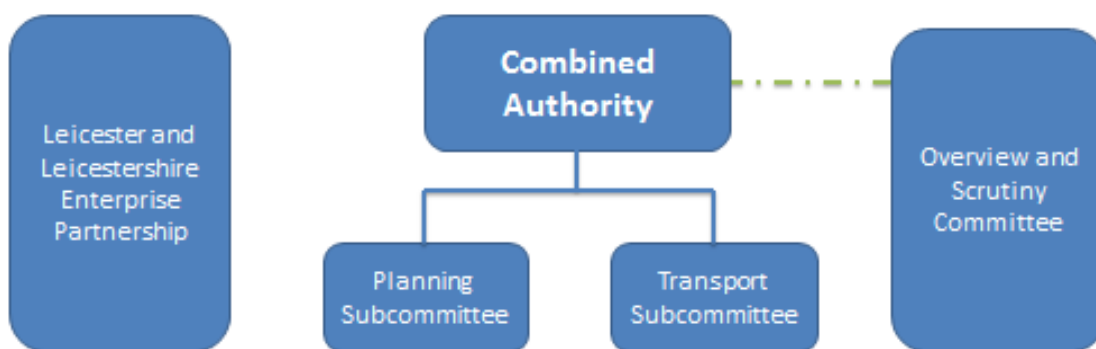 Leicester and
Leicestershire
Enterprise
Partnership
Combined
Authority
Overview and
Scrutiny
Committee
Planning
Subcommittee
Transport
Subcommittee